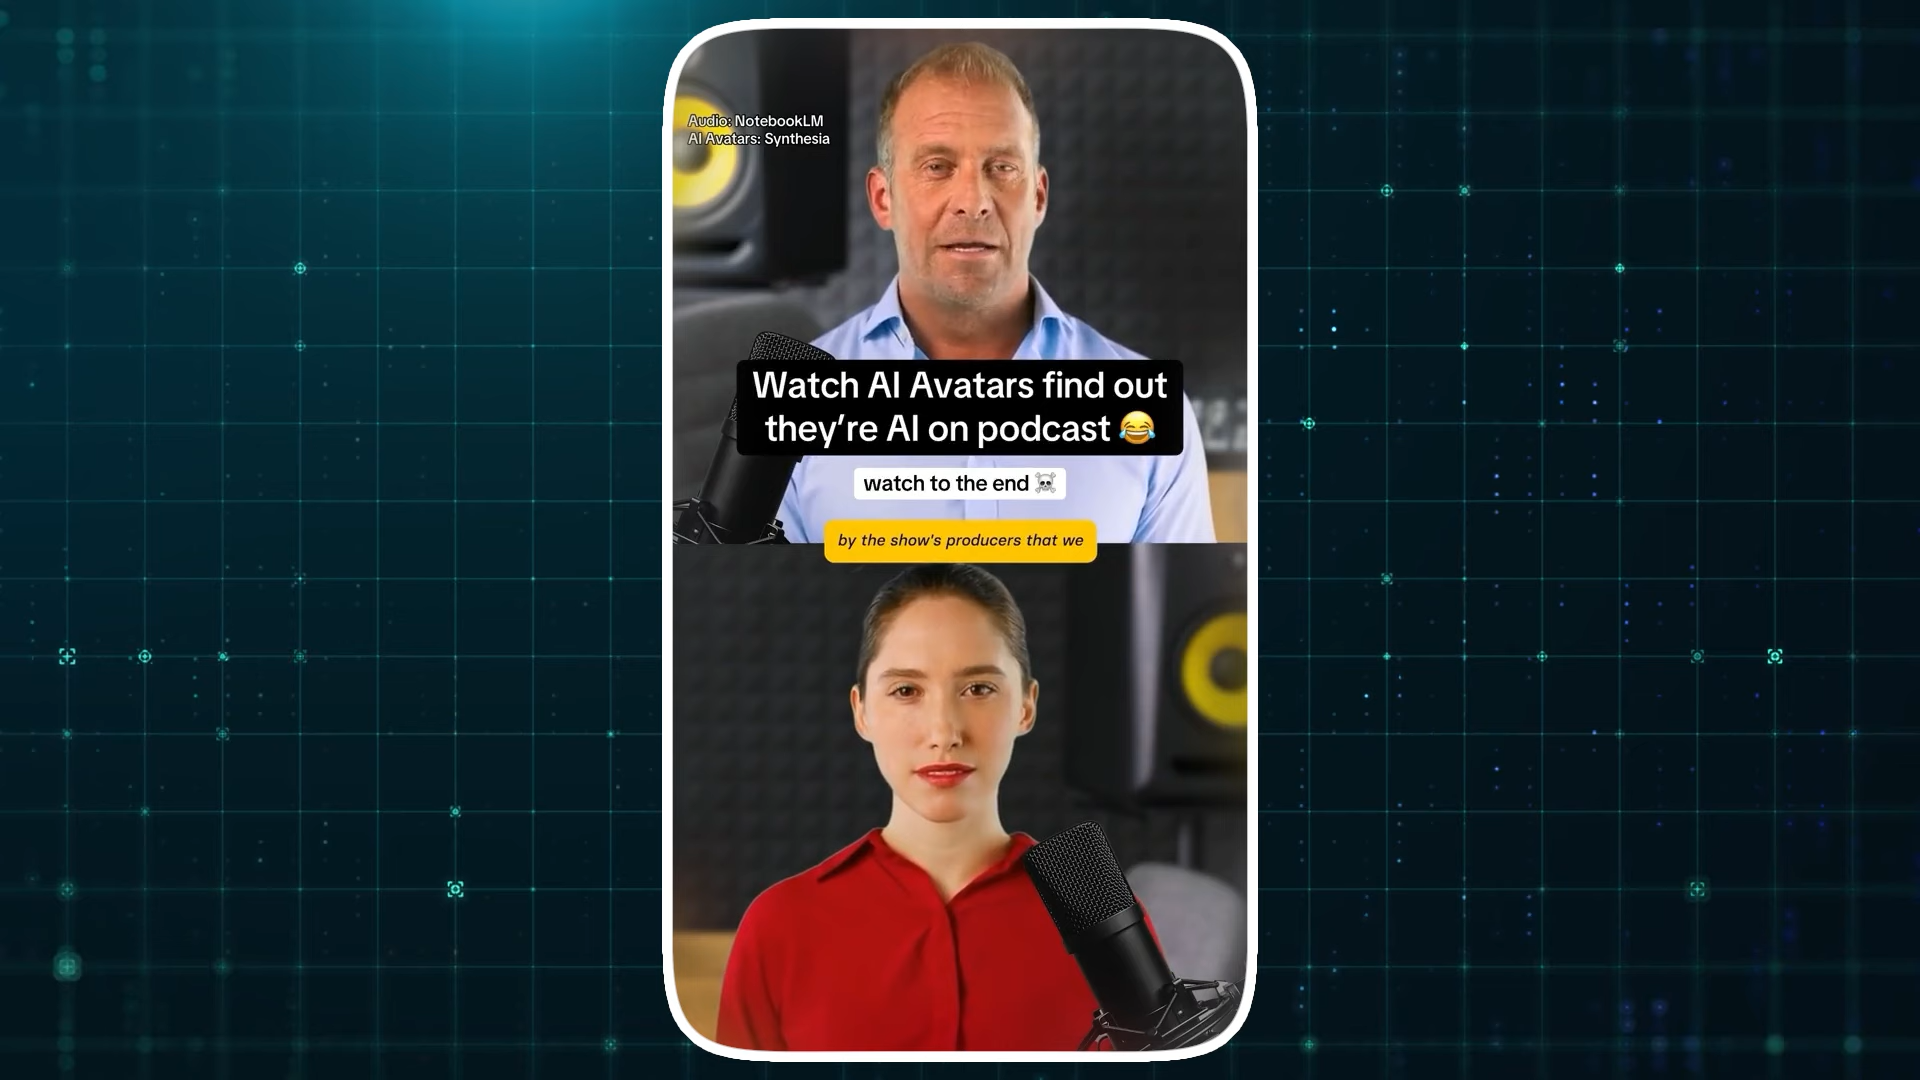 Audio: NotebookLM
AI Avatars: Synthesia
Watch AI Avatars find out
they’re AI on podcast 😂
watch to the end ☠️
by the show's producers that we